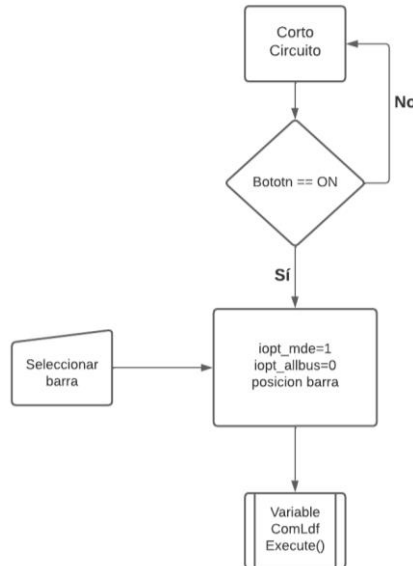 Corto
Circuito
No
Bototn == ON
Sí
Seleccionar
barra
iopt_mde=1
iopt_allbus=0
posicion barra
Variable
ComLdf
Execute()